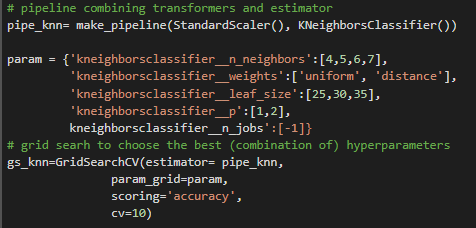 # pipeline combining transformers and estimator
pipe_knn= make_pipeline(StandardScaler(), KNeighborsClassifier())
param = {'kneighborsclassifier__n_neighbors':[4,5,6,7],
'kneighborsclassifier__weights':['uniform', 'distance'],
'kneighborsclassifier__leaf_size':[25,30,35],
'kneighborsclassifier__p':[1,2],
kneighborsclassifier__n_jobs':[-1]}
# grid searh to choose the best (combination of) hyperparameters
gs_knn=GridSearchCV(estimator= pipe_knn,
param_grid=param,
scoring='accuracy',
cv=10)